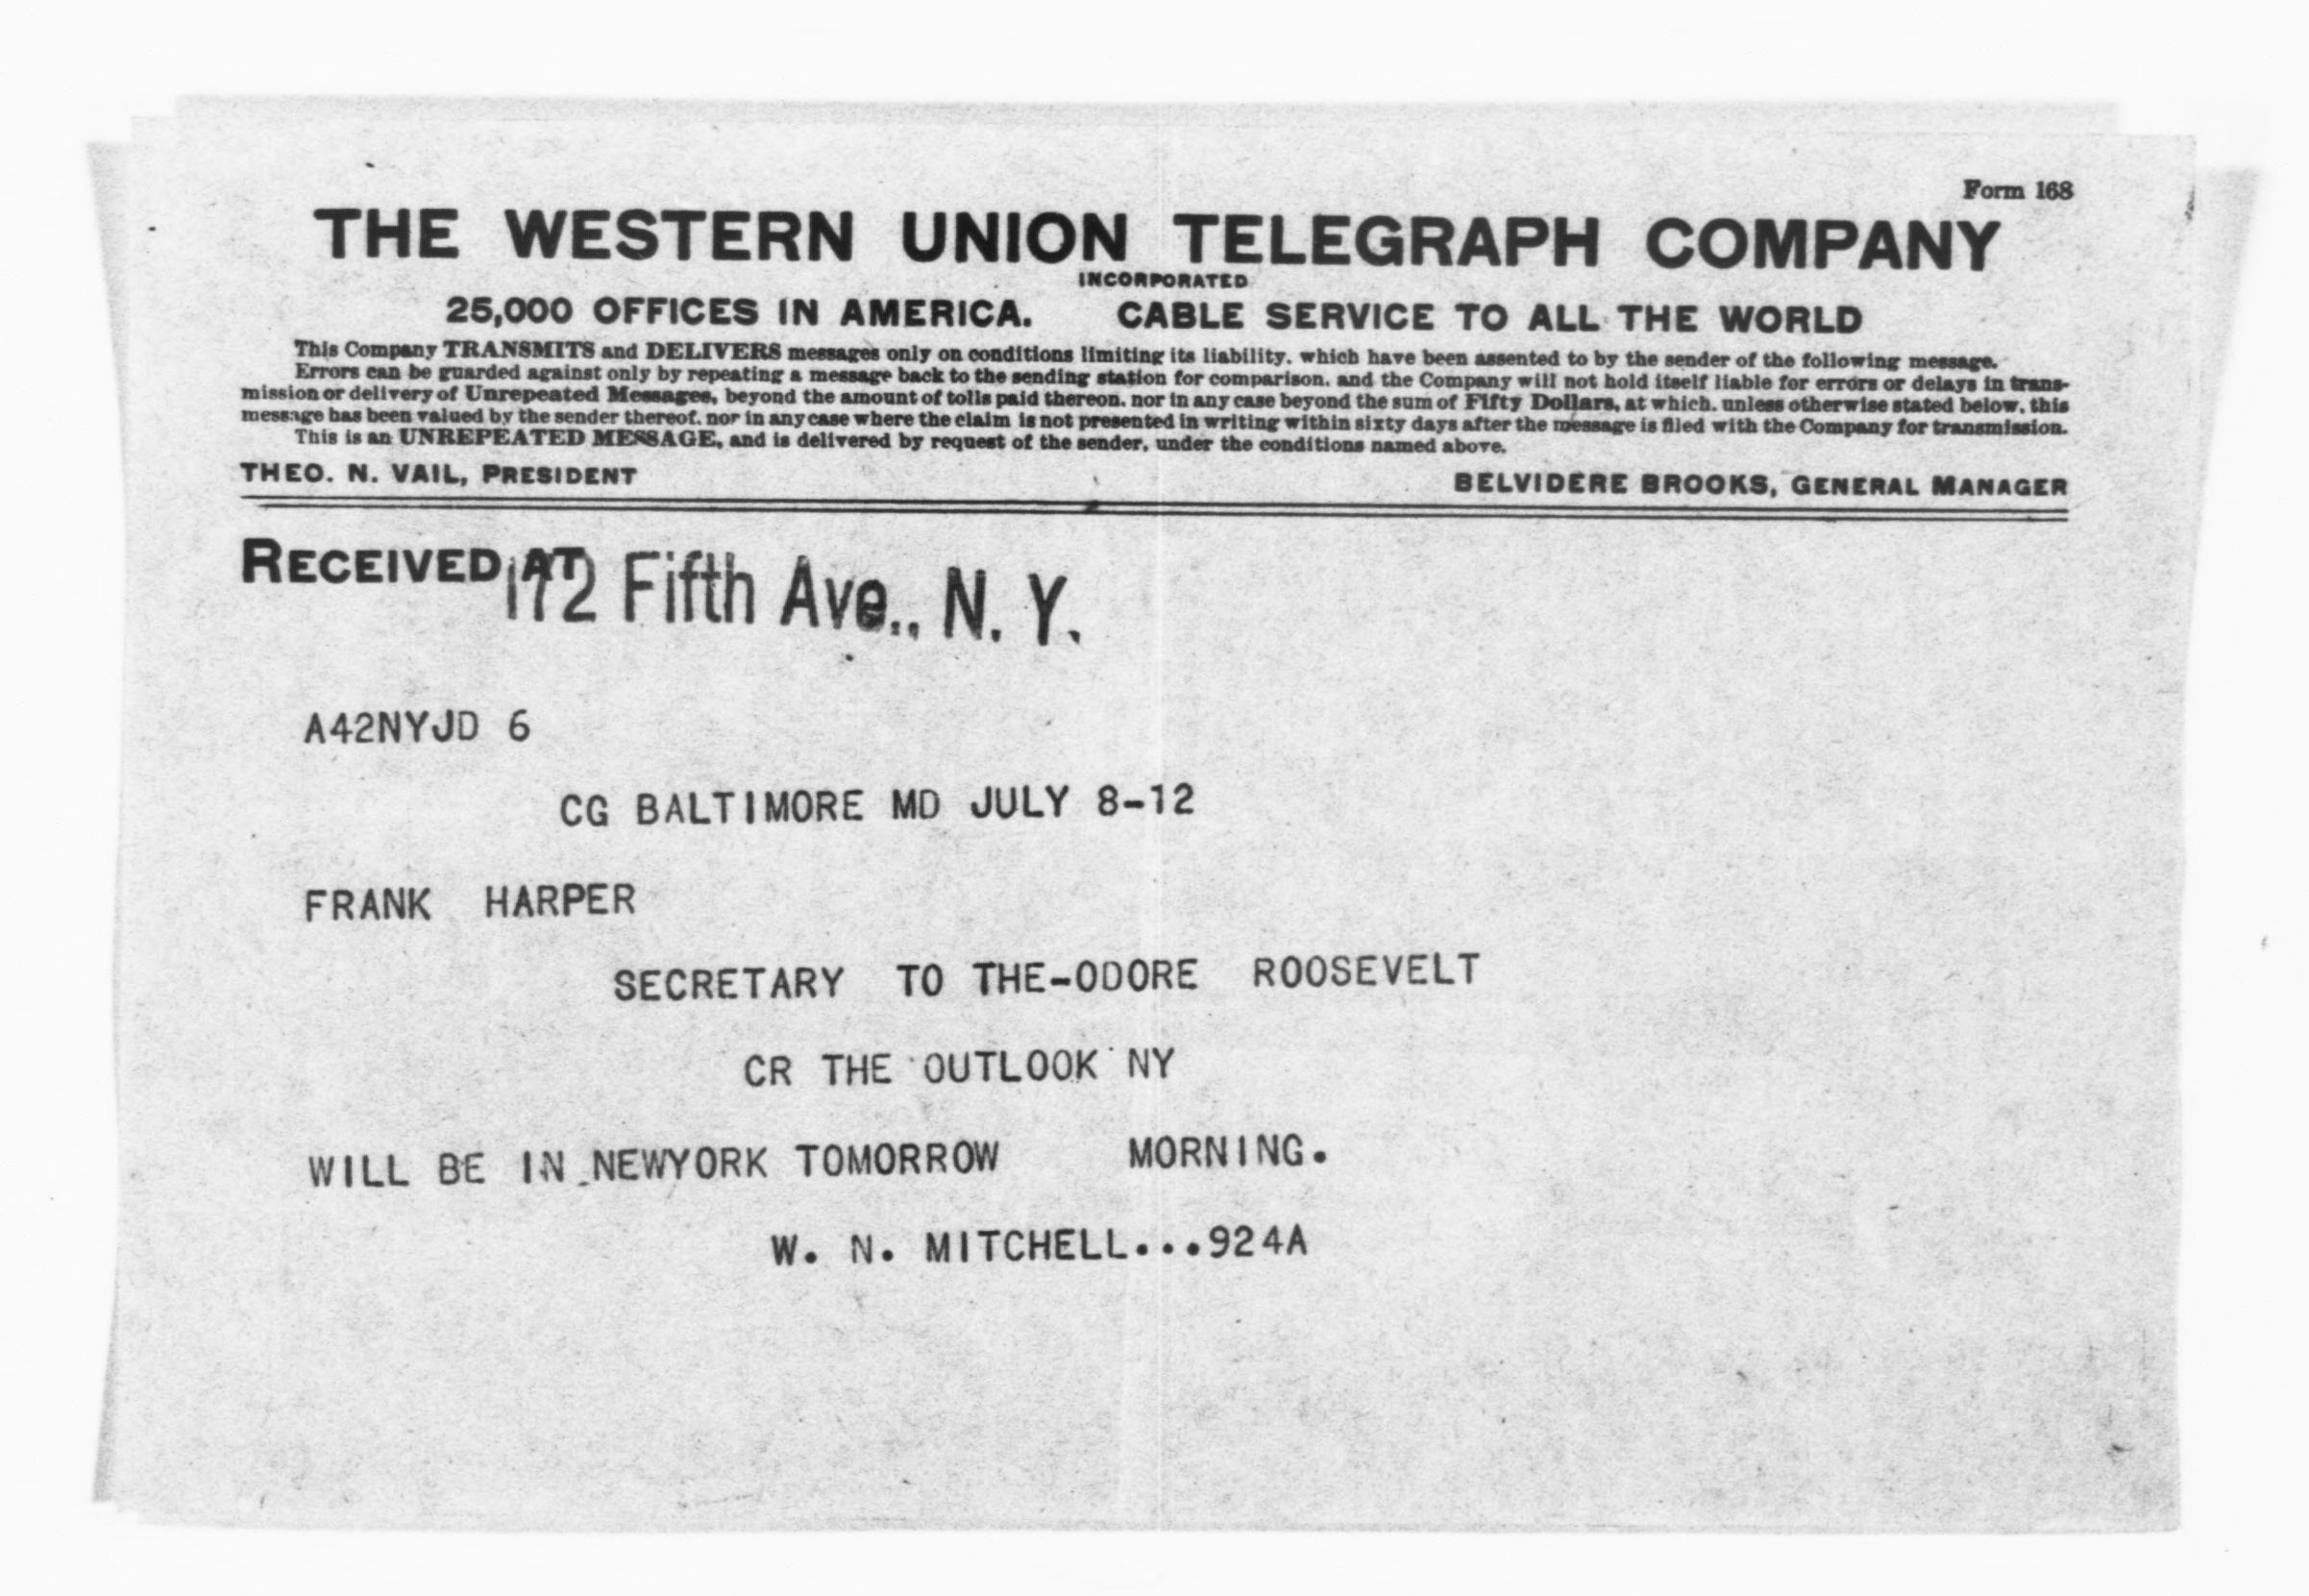 Form 168
THE WESTERN UNION TELEGRAPH COMPANY
INCORPORATED
25,000 OFFICES IN AMERICA. CABLE SERVICE TO ALL THE WORLD
This Company TRANSMITS and DELIVERS messages only on conditions limiting its liability, which have been assented to by the sender of the following message.
Errors can be guarded against only by repeating a message back to the sending station for comparison, and the Company will not hold itself liable for errors or delays in trans-
mission or delivery of Unrepeated Messages, beyond the amount of tolls paid thereon, nor in any case beyond the sum of Fifty Dollars, at which, unless otherwise stated below, this
message has been valued by the sender thereof, nor in any case where the claim is not presented in writing within sixty days after the message is filed with the Company for transmission.
This is an UNREPEATED MESSAGE, and is delivered by request of the sender, under the conditions named above.
THEO. N. VAIL, PRESIDENT BELVIDERE BROOKS, GENERAL MANAGER
RECEIVED AT 172 Fifth Ave., N. Y.
A42NYJD 6
CG BALTIMORE MD JULY 8-12
FRANK HARPER
SECRETARY TO THE-ODORE ROOSEVELT
CR THE OUTLOOK NY
WILL BE IN NEWYORK TOMORROW MORNING.
W. N. MITCHELL...924A